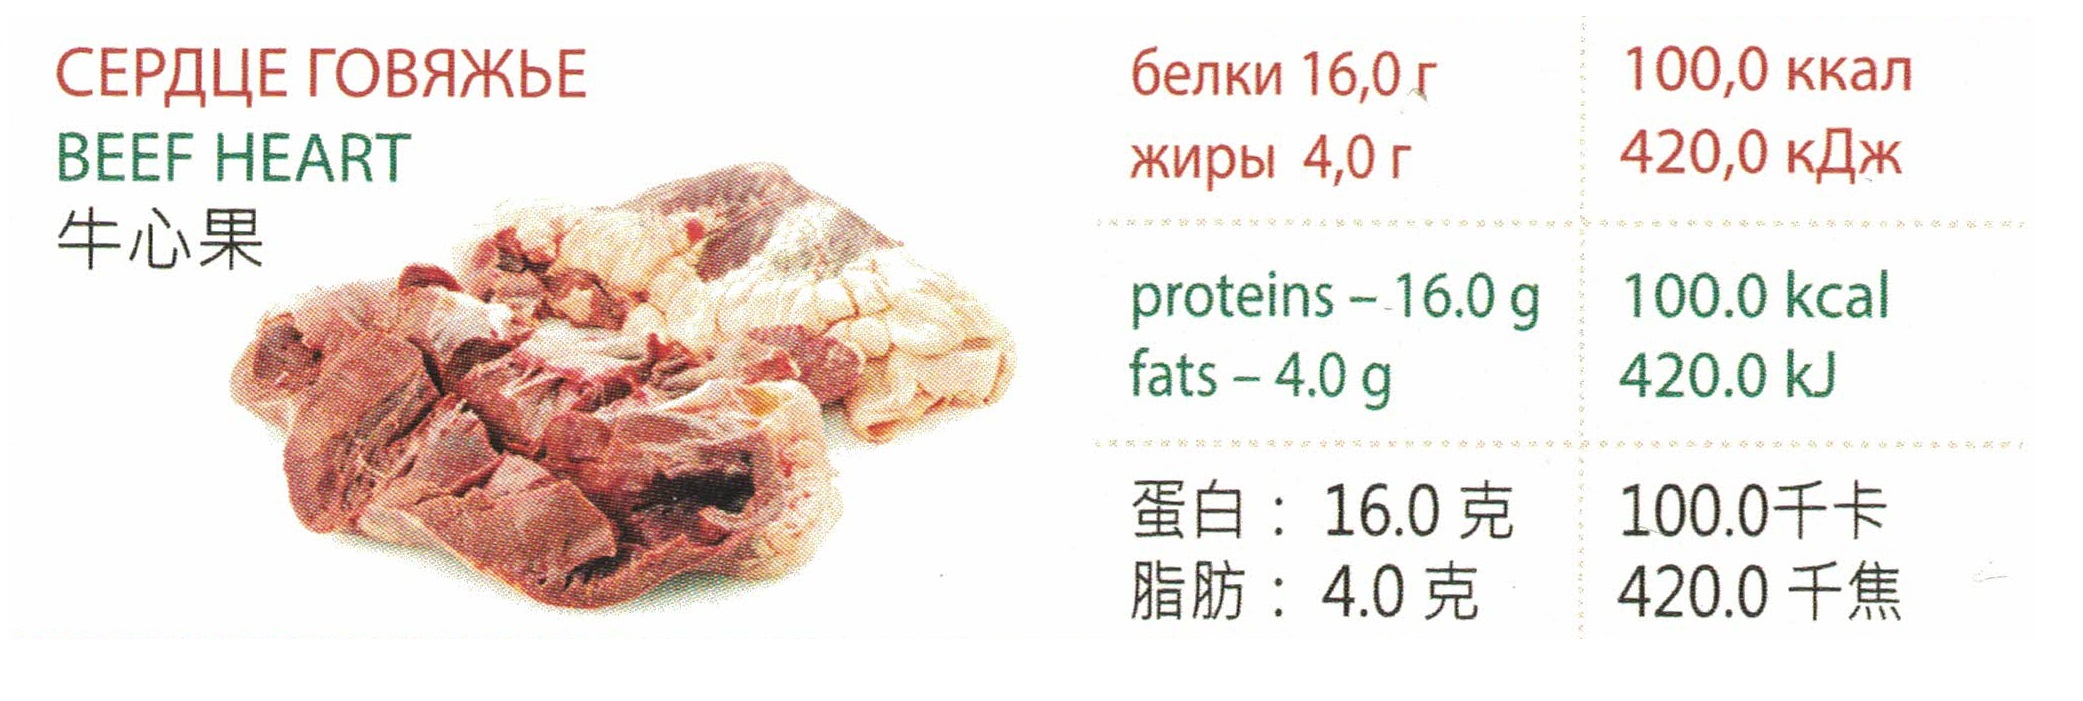 СЕРДЦЕ ГОВЯЖЬЕ
BEEF HEART
牛心果
белки 16,0 г
жиры 4,0 г
100,0 ккал
420,0 кДж
proteins – 16.0 g
fats – 4.0 g
100.0 kcal
420.0 kJ
蛋白： 16.0 克
脂肪： 4.0 克
100.0千卡
420.0 千焦